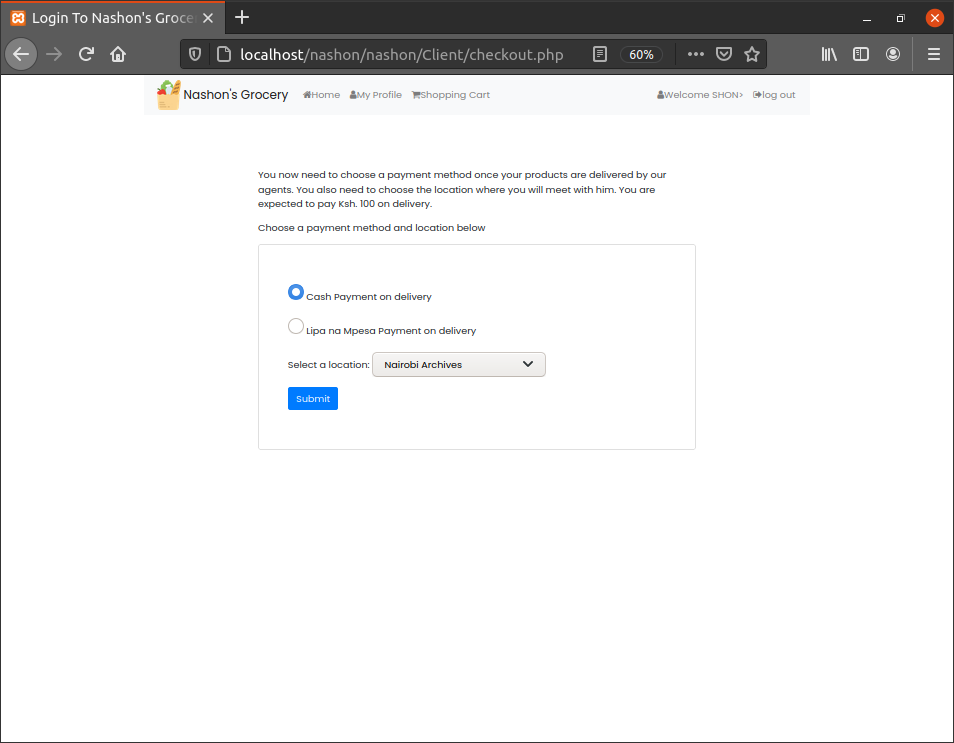 Login To Nashon's Groce
localhost/nashon/nashon/Client/checkout.php
60%
Nashon's Grocery
Home
My Profile
Shopping Cart
Welcome SHON>
log out
You now need to choose a payment method once your products are delivered by our
agents. You also need to choose the location where you will meet with him. You are
expected to pay Ksh. 100 on delivery.
Choose a payment method and location below
Cash Payment on delivery
Lipa na Mpesa Payment on delivery
Select a location: Nairobi Archives
Submit